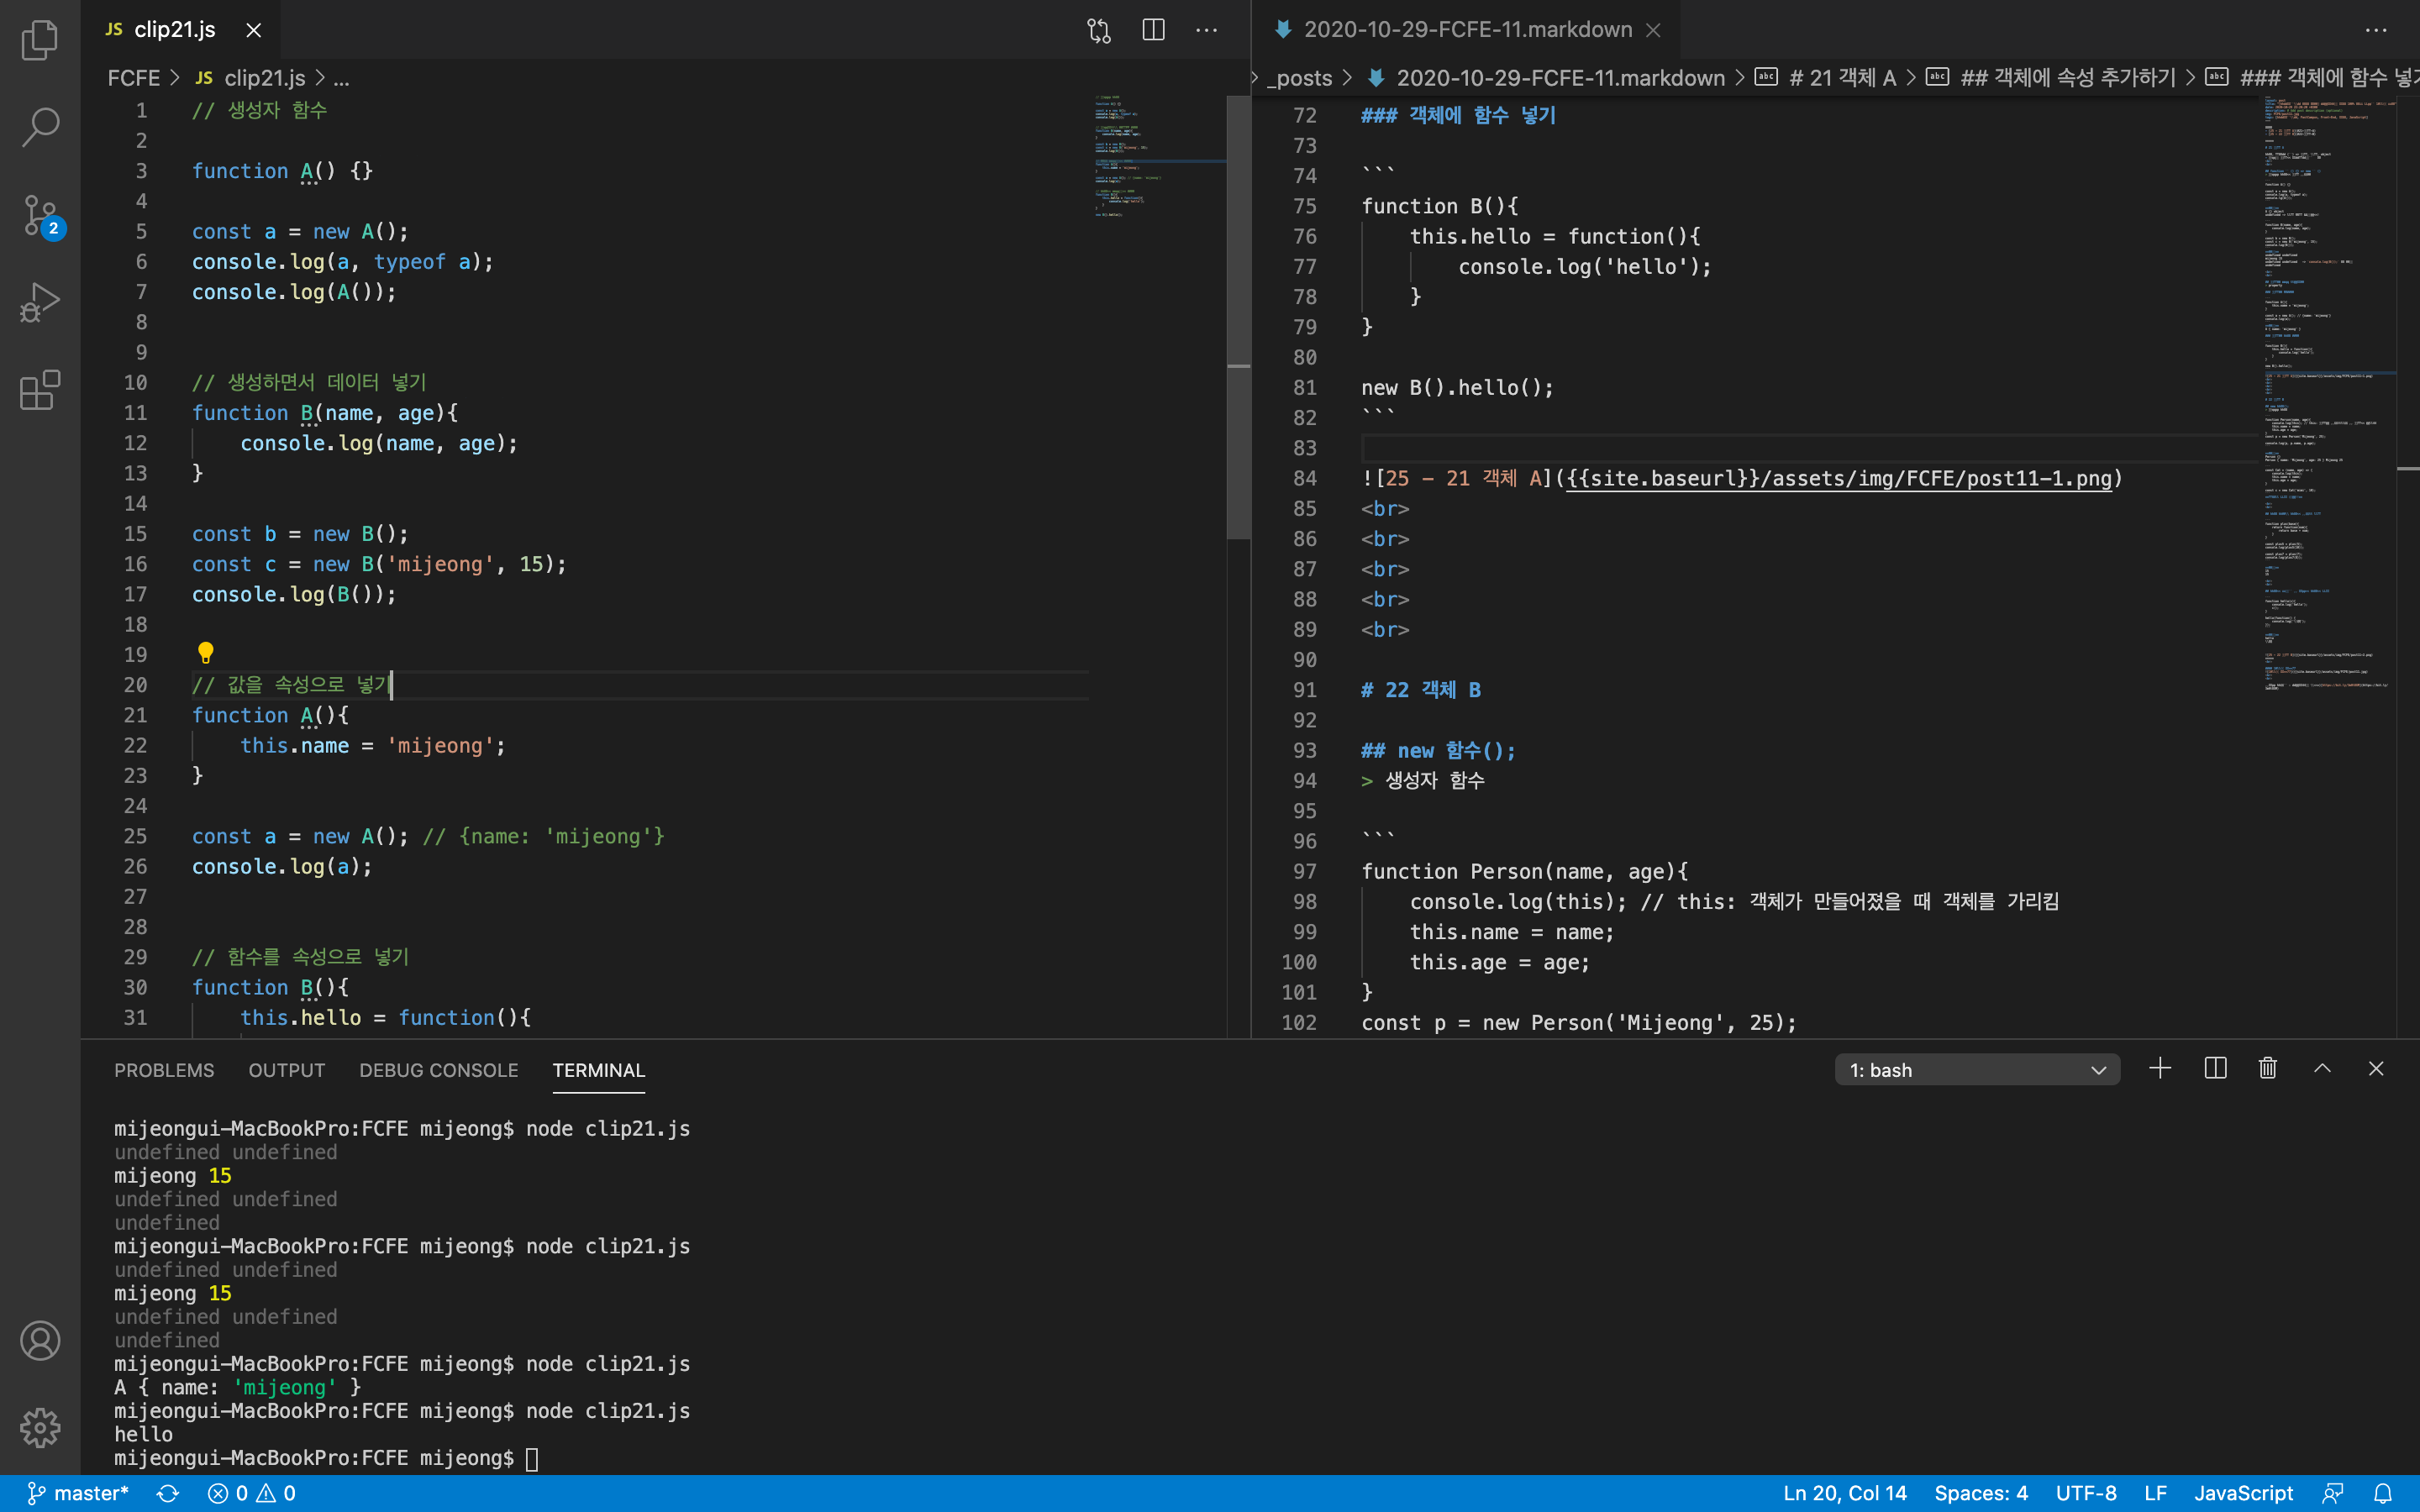 JS clip21.js
FCFE > JS clip21.js > ...
1 // 생성자 함수
2
3 function A() {}
4
5 const a = new A();
6 console.log(a, typeof a);
7 console.log(A());
8
9
10 // 생성하면서 데이터 넣기
11 function B(name, age){
12 console.log(name, age);
13 }
14
15 const b = new B();
16 const c = new B('mijeong', 15);
17 console.log(B());
18
19
20 // 값을 속성으로 넣기
21 function A(){
22 this.name = 'mijeong';
23 }
24
25 const a = new A(); // {name: 'mijeong'}
26 console.log(a);
27
28
29 // 함수를 속성으로 넣기
30 function B(){
31 this.hello = function(){
2020-10-29-FCFE-11.markdown
> _posts > 2020-10-29-FCFE-11.markdown > # 21 객체 A > ## 객체에 속성 추가하기 > ### 객체에 함수
72 ### 객체에 함수 넣기
73
74 ```
75 function B(){
76 this.hello = function(){
77 console.log('hello');
78 }
79 }
80
81 new B().hello();
82 ```
83
84 ![25 - 21 객체 A]({{site.baseurl}}/assets/img/FCFE/post11-1.png)
85 <br>
86 <br>
87 <br>
88 <br>
89 <br>
90
91 # 22 객체 B
92
93 ## new 함수();
94 > 생성자 함수
95
96 ```
97 function Person(name, age){
98 console.log(this); // this: 객체가 만들어졌을 때 객체를 가리킴
99 this.name = name;
100 this.age = age;
101 }
102 const p = new Person('Mijeong', 25);
2
PROBLEMS OUTPUT DEBUG CONSOLE TERMINAL
1: bash
mijeongui-MacBookPro:FCFE mijeong$ node clip21.js
undefined undefined
mijeong 15
undefined undefined
undefined
mijeongui-MacBookPro:FCFE mijeong$ node clip21.js
undefined undefined
mijeong 15
undefined undefined
undefined
mijeongui-MacBookPro:FCFE mijeong$ node clip21.js
A { name: 'mijeong' }
mijeongui-MacBookPro:FCFE mijeong$ node clip21.js
hello
mijeongui-MacBookPro:FCFE mijeong$
master* 0 0 Ln 20, Col 14 Spaces: 4 UTF-8 LF JavaScript